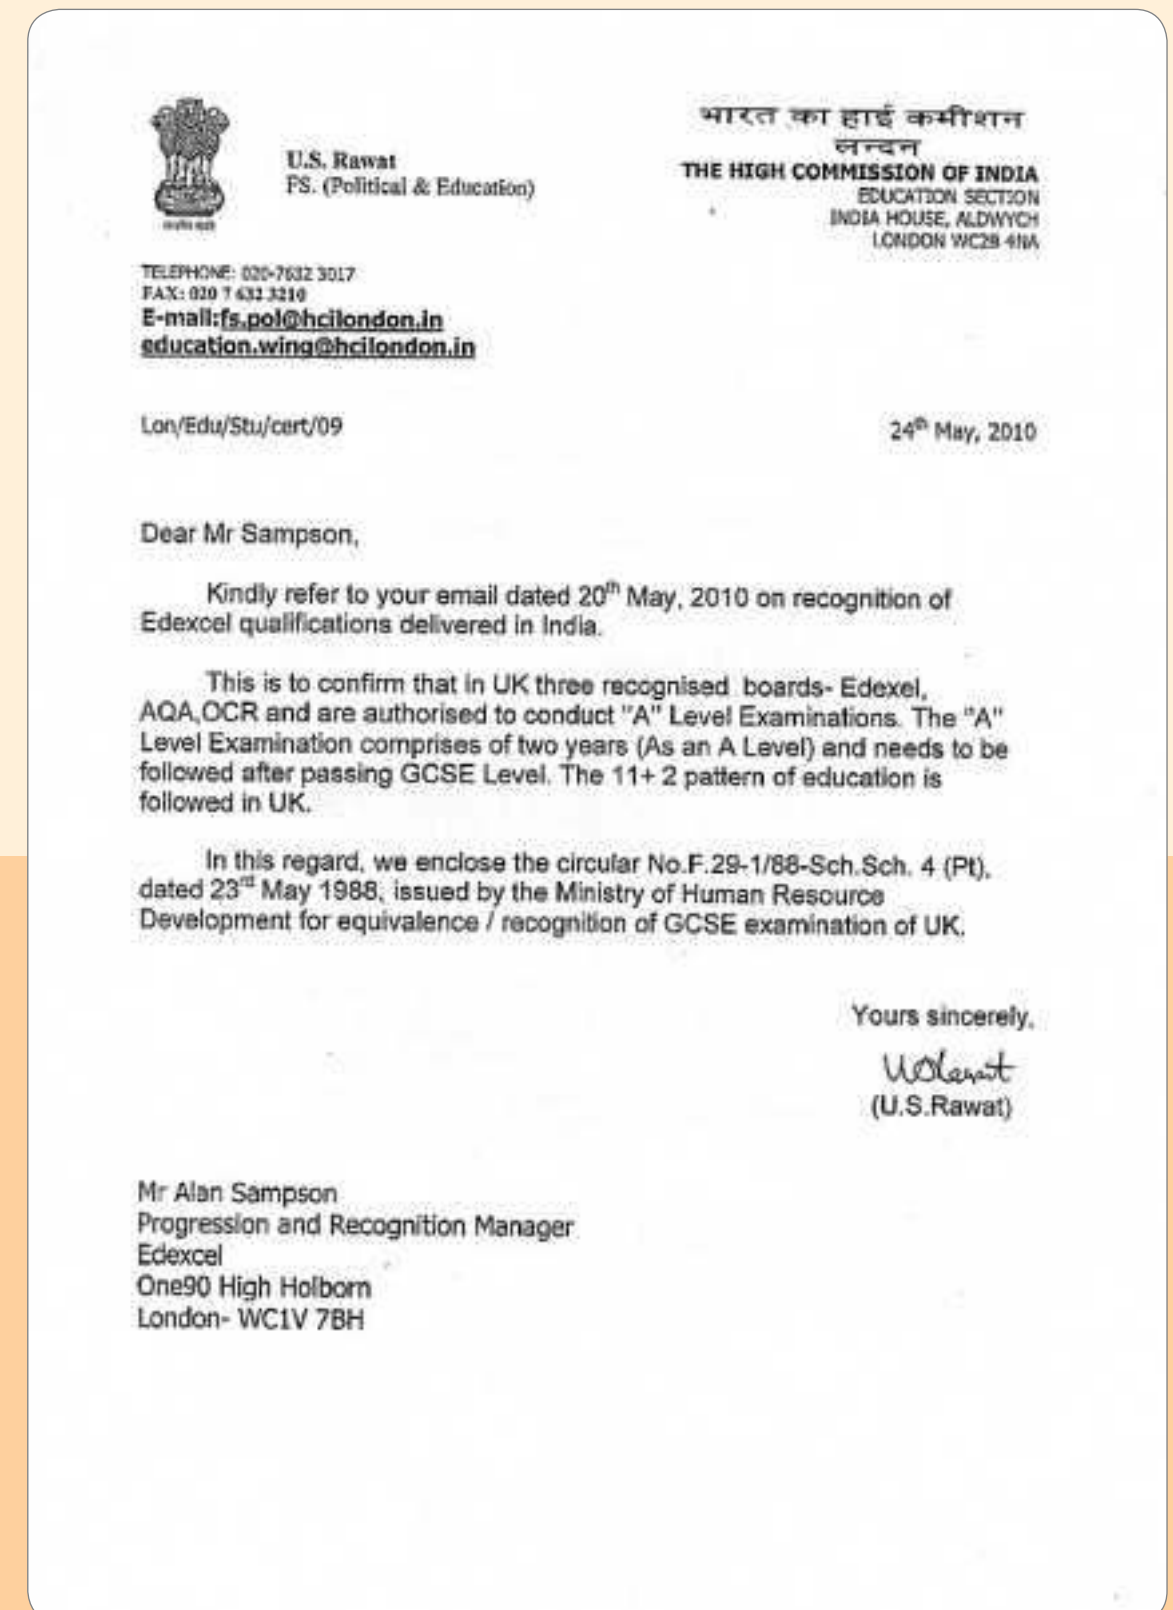 U.S. Rawat
FS. (Political & Education)
भारत का हाई कमीशन
लन्दन
THE HIGH COMMISSION OF INDIA
EDUCATION SECTION
INDIA HOUSE, ALDWYCH
LONDON WC2B 4NA
TELEPHONE: 020-7632 3017
FAX: 020 7 632 3210
E-mail:fs.pol@hcilondon.in
education.wing@hcilondon.in
Lon/Edu/Stu/cert/09
24th May, 2010
Dear Mr Sampson,
Kindly refer to your email dated 20th May, 2010 on recognition of
Edexcel qualifications delivered in India.
This is to confirm that in UK three recognised boards- Edexel,
AQA,OCR and are authorised to conduct "A" Level Examinations. The "A"
Level Examination comprises of two years (As an A Level) and needs to be
followed after passing GCSE Level. The 11+ 2 pattern of education is
followed in UK.
In this regard, we enclose the circular No.F.29-1/88-Sch.Sch. 4 (Pt),
dated 23rd May 1988, issued by the Ministry of Human Resource
Development for equivalence / recognition of GCSE examination of UK.
Yours sincerely,
(U.S.Rawat)
Mr Alan Sampson
Progression and Recognition Manager
Edexcel
One90 High Holborn
London- WC1V 7BH